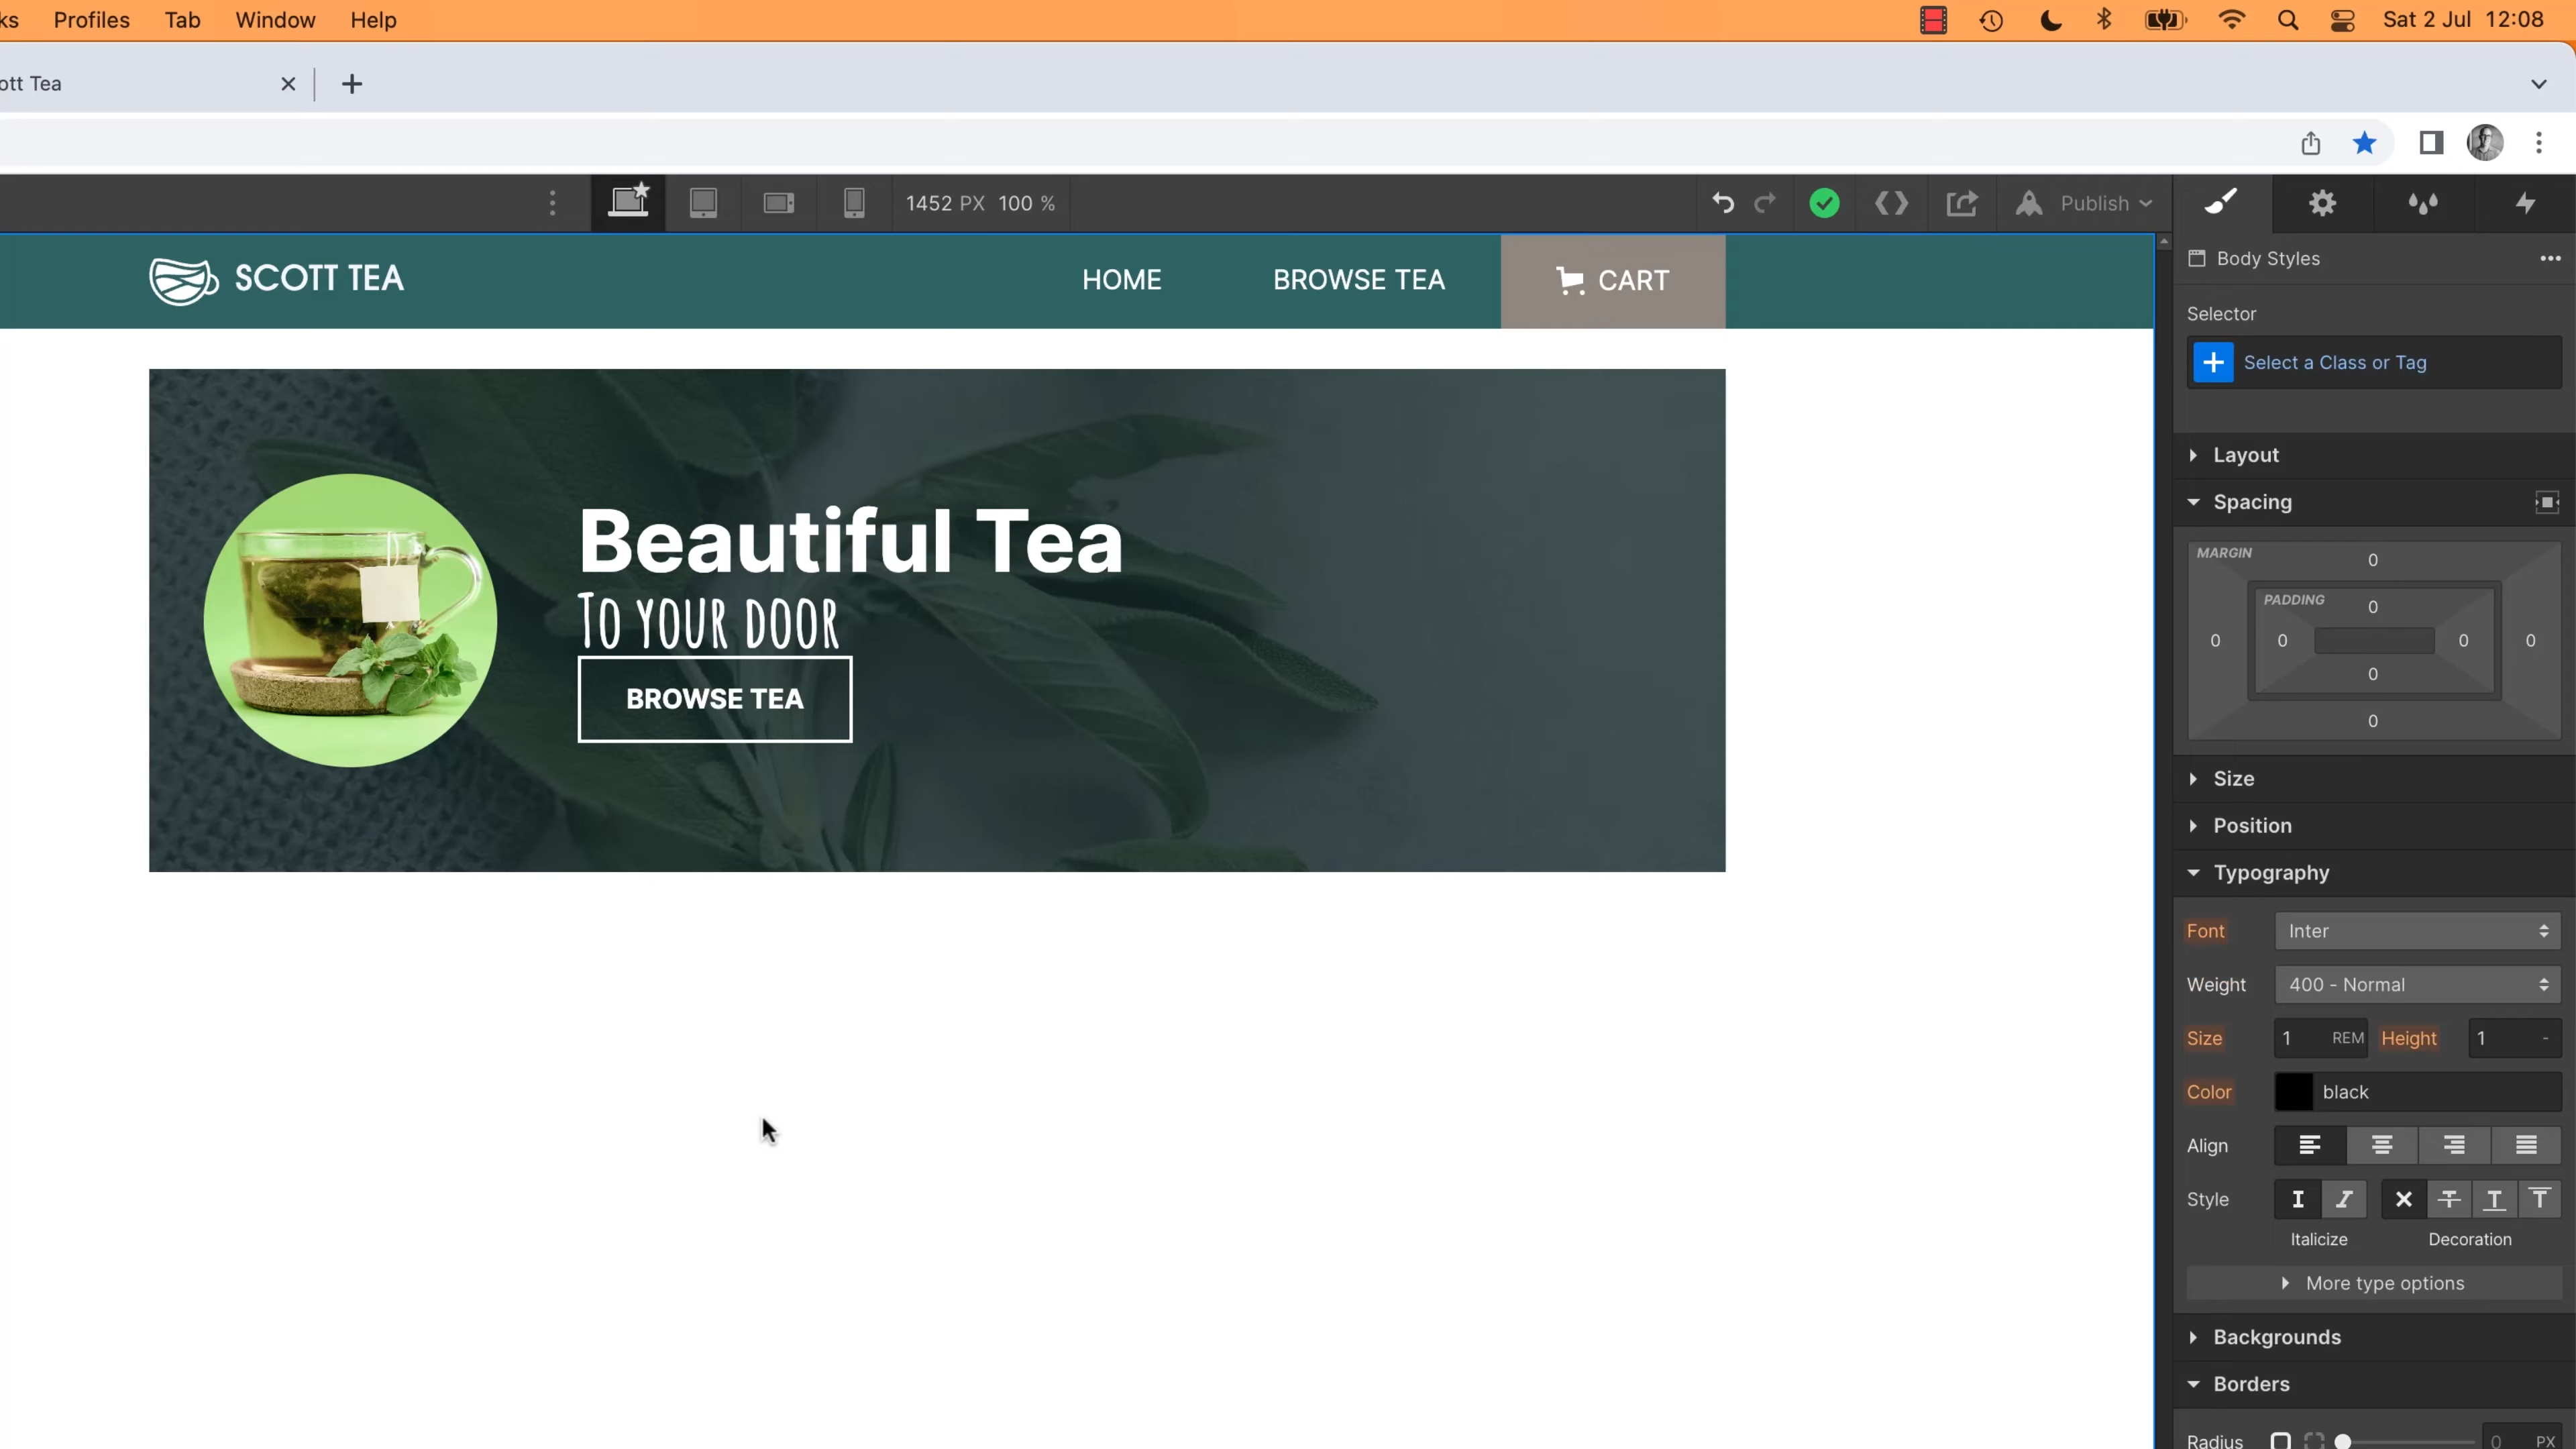 ks Profiles Tab Window Help Sat 2 Jul 12:08
ott Tea
1452 PX 100 % Publish
SCOTT TEA HOME BROWSE TEA CART
Body Styles
Selector
Select a Class or Tag
Layout
Spacing
MARGIN
0
PADDING
0
0 0 0 0
0
0
Beautiful Tea
To your door
BROWSE TEA
Size
Position
Typography
Font Inter
Weight 400 - Normal
Size 1 REM Height 1 -
Color black
Align
Style
Italicize Decoration
More type options
Backgrounds
Borders
Radius 0 PX